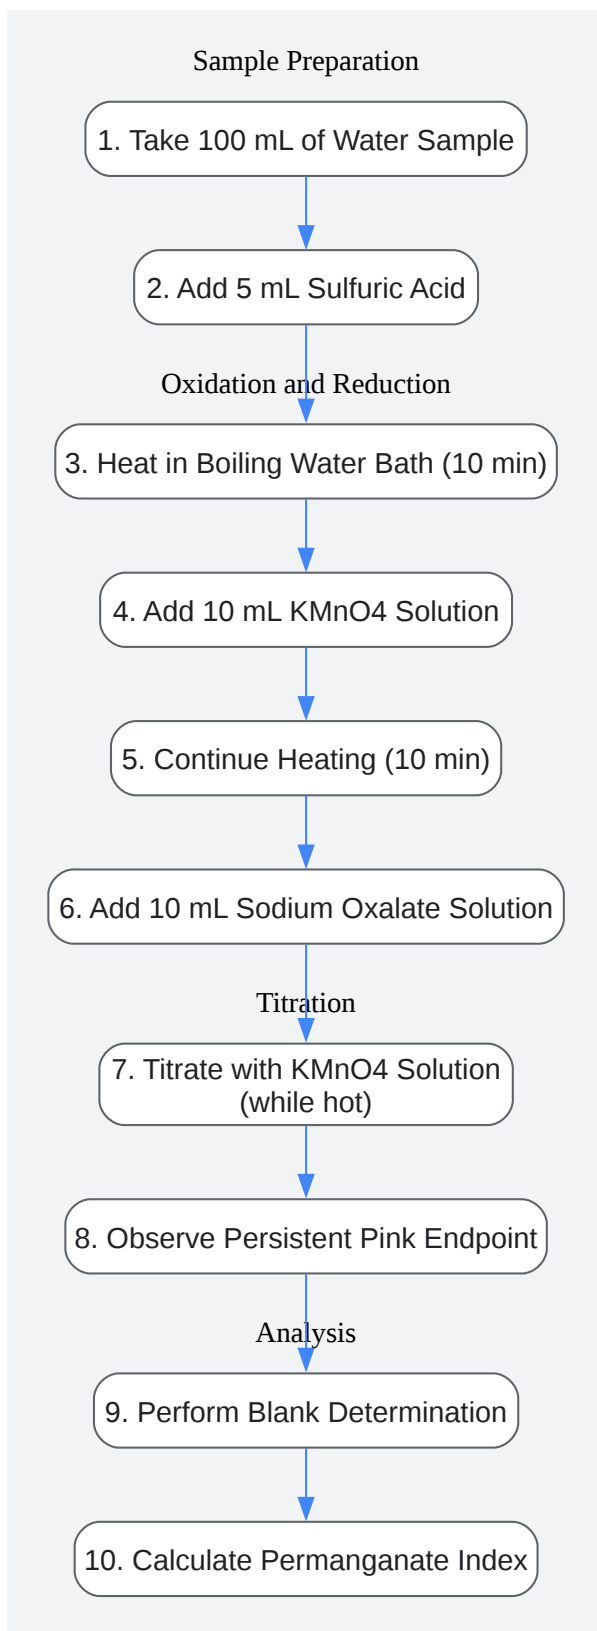 Sample Preparation
1. Take 100 mL of Water Sample
2. Add 5 mL Sulfuric Acid
Oxidation and Reduction
3. Heat in Boiling Water Bath (10 min)
4. Add 10 mL KMnO4 Solution
5. Continue Heating (10 min)
6. Add 10 mL Sodium Oxalate Solution
Titration
7. Titrate with KMnO4 Solution
(while hot)
8. Observe Persistent Pink Endpoint
Analysis
9. Perform Blank Determination
10. Calculate Permanganate Index